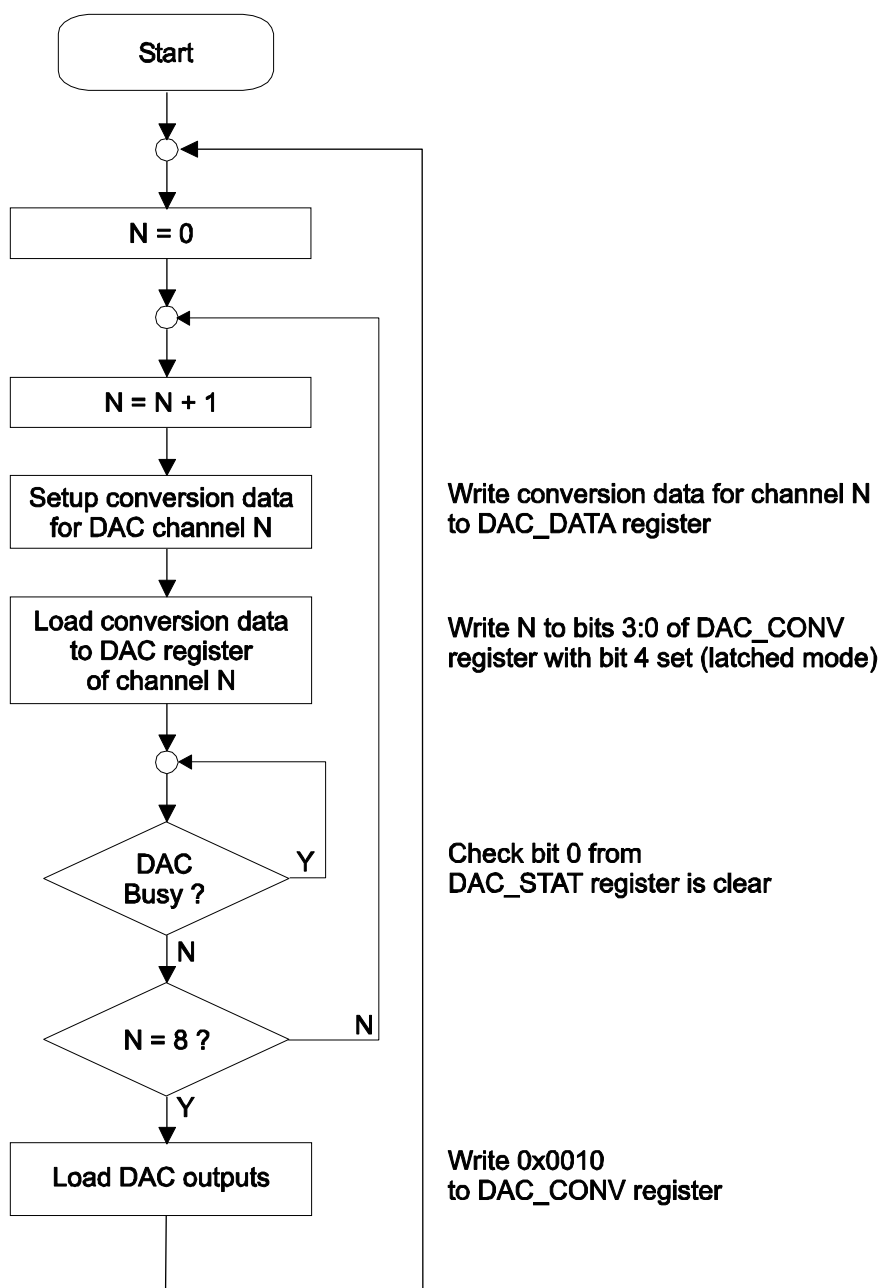 Start
N = 0
N = N + 1
Setup conversion data
for DAC channel N
Write conversion data for channel N
to DAC_DATA register
Load conversion data
to DAC register
of channel N
Write N to bits 3:0 of DAC_CONV
register with bit 4 set (latched mode)
DAC
Busy ?
Y
Check bit 0 from
DAC_STAT register is clear
N
N = 8 ?
N
Y
Load DAC outputs
Write 0x0010
to DAC_CONV register